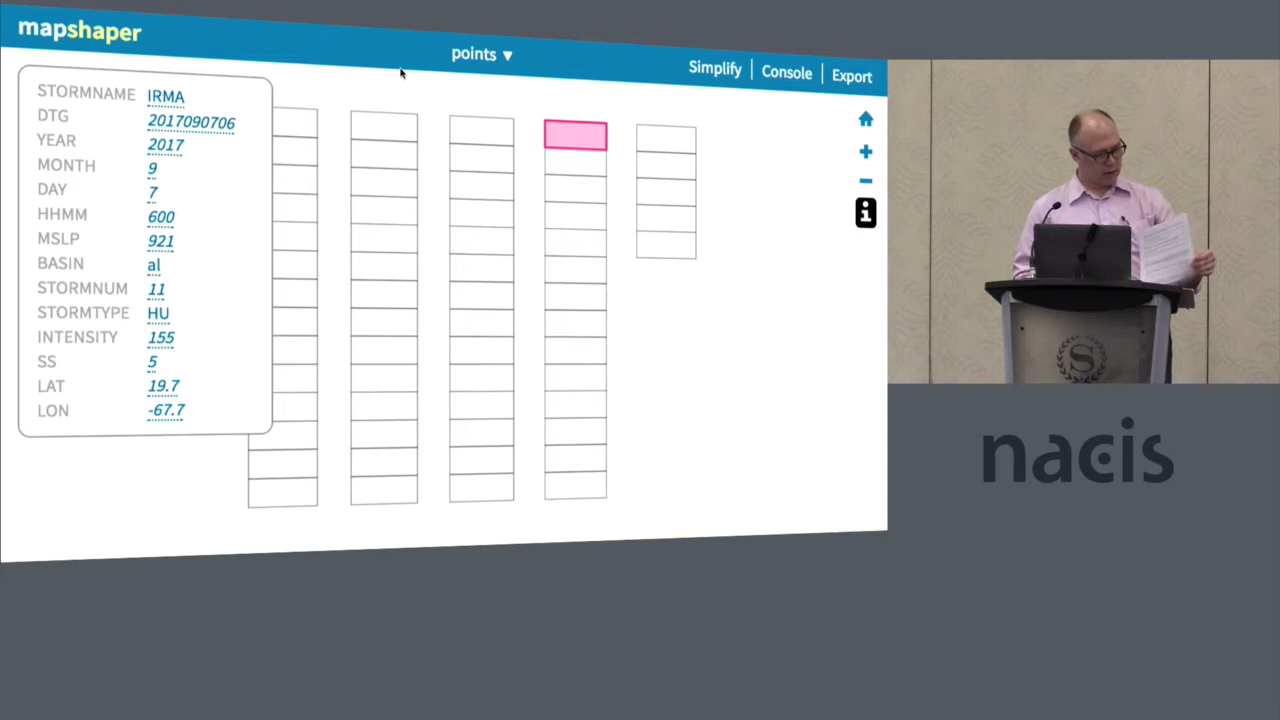 mapshaper
points ▼
Simplify | Console | Export
STORMNAME IRMA
DTG 2017090706
YEAR 2017
MONTH 9
DAY 7
HHMM 600
MSLP 921
BASIN al
STORMNUM 11
STORMTYPE HU
INTENSITY 155
SS 5
LAT 19.7
LON -67.7
i
S
nacis